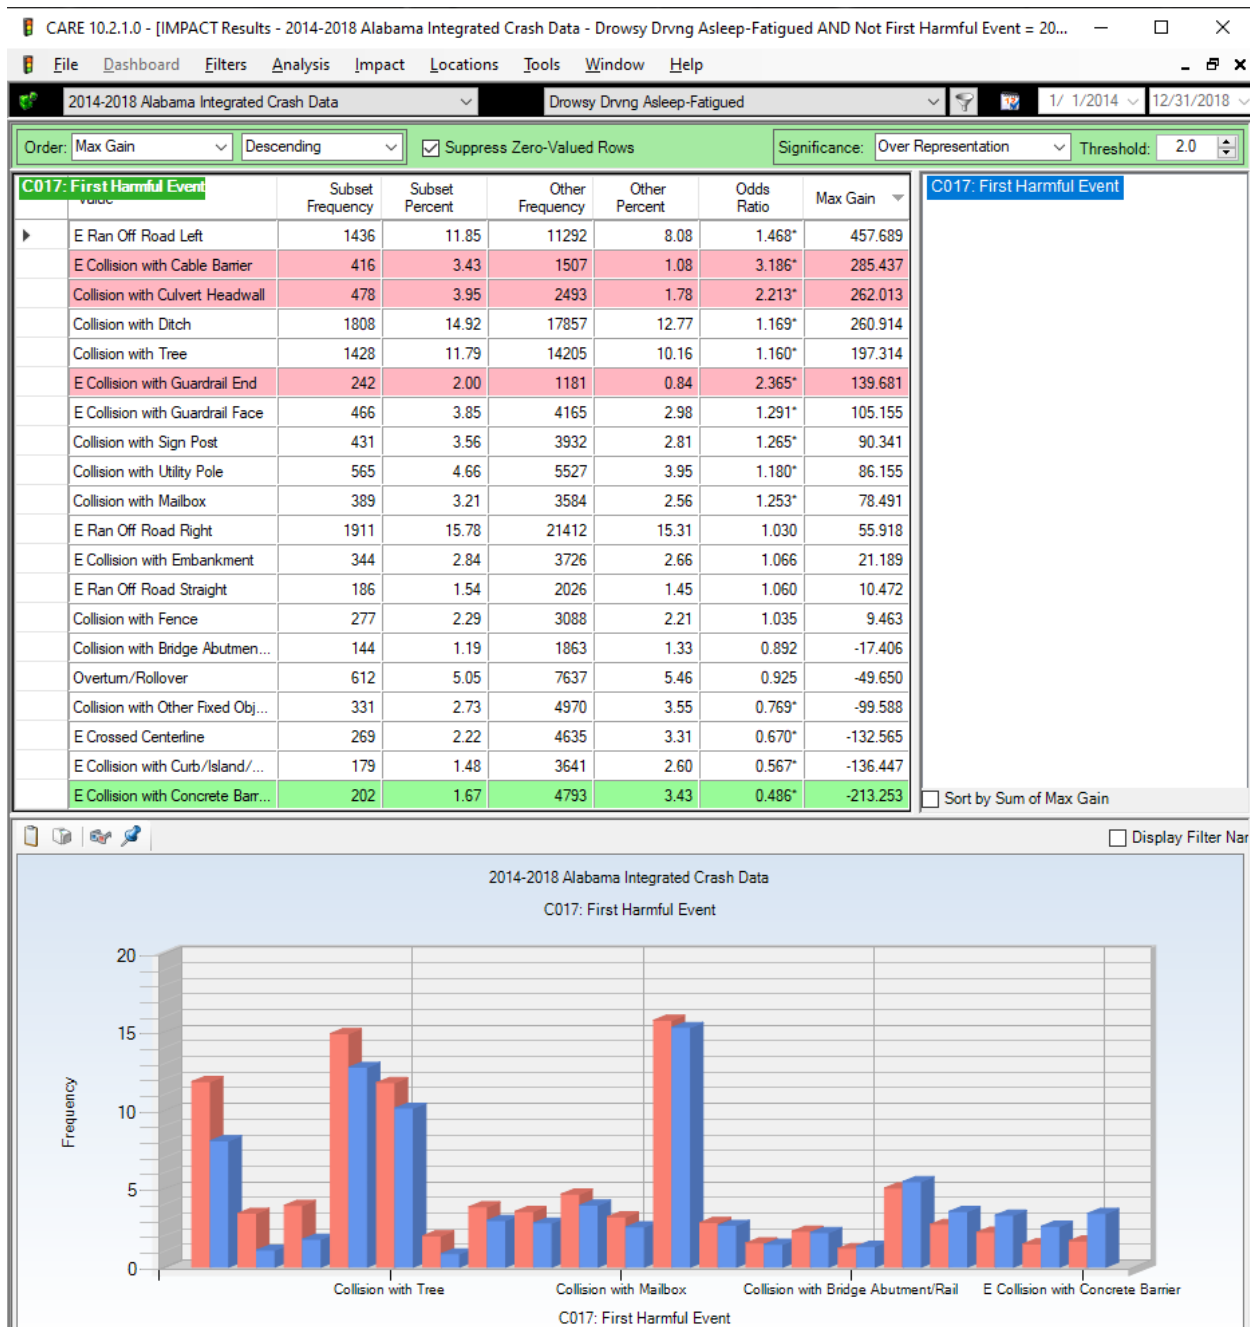 CARE 10.2.1.0 - [IMPACT Results - 2014-2018 Alabama Integrated Crash Data - Drowsy Drvng Asleep-Fatigued AND Not First Harmful Event = 20...
File Dashboard Filters Analysis Impact Locations Tools Window Help
2014-2018 Alabama Integrated Crash Data Drowsy Drvng Asleep-Fatigued 1/ 1/2014 12/31/2018
Order: Max Gain Descending Suppress Zero-Valued Rows Significance: Over Representation Threshold: 2.0
C017: First Harmful Event Subset Frequency Subset Percent Other Frequency Other Percent Odds Ratio Max Gain
E Ran Off Road Left 1436 11.85 11292 8.08 1.468* 457.689
E Collision with Cable Barrier 416 3.43 1507 1.08 3.186* 285.437
Collision with Culvert Headwall 478 3.95 2493 1.78 2.213* 262.013
Collision with Ditch 1808 14.92 17857 12.77 1.169* 260.914
Collision with Tree 1428 11.79 14205 10.16 1.160* 197.314
E Collision with Guardrail End 242 2.00 1181 0.84 2.365* 139.681
E Collision with Guardrail Face 466 3.85 4165 2.98 1.291* 105.155
Collision with Sign Post 431 3.56 3932 2.81 1.265* 90.341
Collision with Utility Pole 565 4.66 5527 3.95 1.180* 86.155
Collision with Mailbox 389 3.21 3584 2.56 1.253* 78.491
E Ran Off Road Right 1911 15.78 21412 15.31 1.030 55.918
E Collision with Embankment 344 2.84 3726 2.66 1.066 21.189
E Ran Off Road Straight 186 1.54 2026 1.45 1.060 10.472
Collision with Fence 277 2.29 3088 2.21 1.035 9.463
Collision with Bridge Abutmen... 144 1.19 1863 1.33 0.892 -17.406
Overturn/Rollover 612 5.05 7637 5.46 0.925 -49.650
Collision with Other Fixed Obj... 331 2.73 4970 3.55 0.769* -99.588
E Crossed Centerline 269 2.22 4635 3.31 0.670* -132.565
E Collision with Curb/Island/... 179 1.48 3641 2.60 0.567* -136.447
E Collision with Concrete Barr... 202 1.67 4793 3.43 0.486* -213.253
C017: First Harmful Event
Sort by Sum of Max Gain
Display Filter Nar
2014-2018 Alabama Integrated Crash Data
C017: First Harmful Event
20
15
10
5
0
Frequency
Collision with Tree Collision with Mailbox Collision with Bridge Abutment/Rail E Collision with Concrete Barrier
C017: First Harmful Event